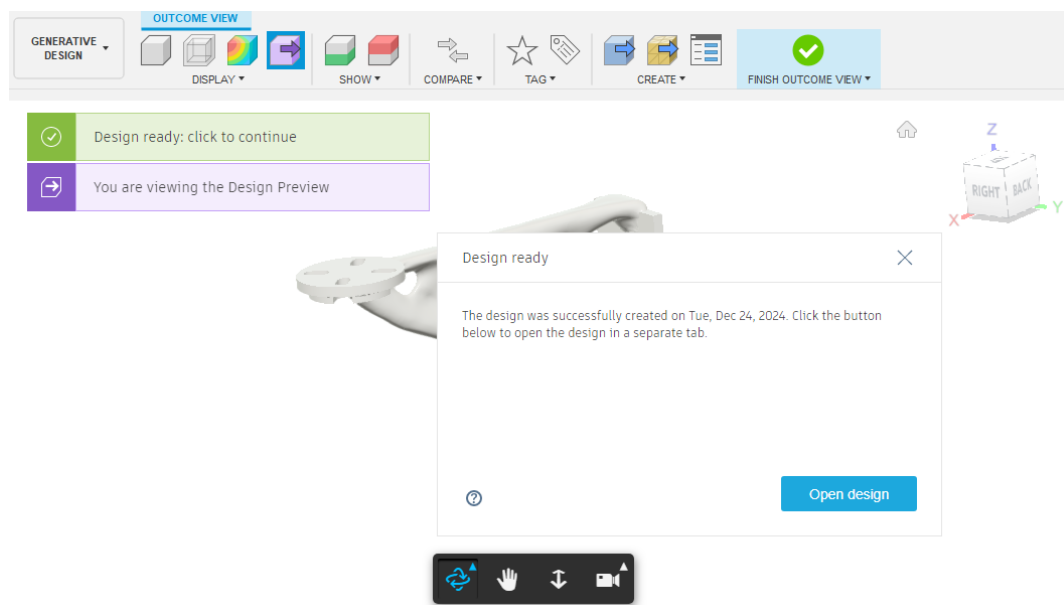 OUTCOME VIEW
GENERATIVE
DESIGN
DISPLAY
SHOW
COMPARE
TAG
CREATE
FINISH OUTCOME VIEW
Design ready: click to continue
You are viewing the Design Preview
Z
RIGHT
BACK
X
Y
Design ready
The design was successfully created on Tue, Dec 24, 2024. Click the button
below to open the design in a separate tab.
Open design